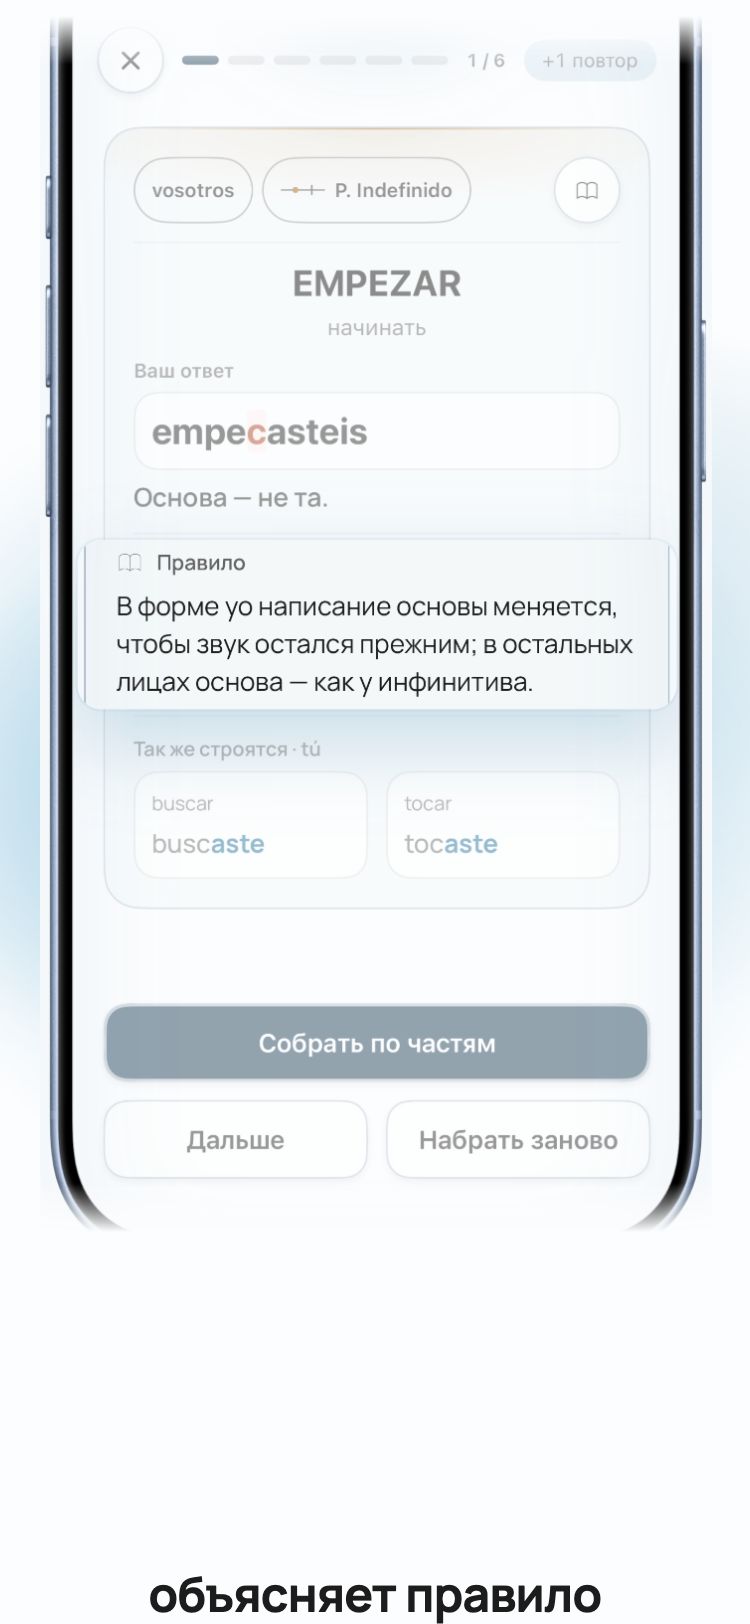 1 / 6
+1 повтор
vosotros
P. Indefinido
EMPEZAR
начинать
Ваш ответ
empecasteis
Основа — не та.
Правило
В форме yo написание основы меняется,
чтобы звук остался прежним; в остальных
лицах основа — как у инфинитива.
Так же строятся · tú
buscar
tocar
buscaste
tocaste
Собрать по частям
Дальше
Набрать заново
объясняет правило